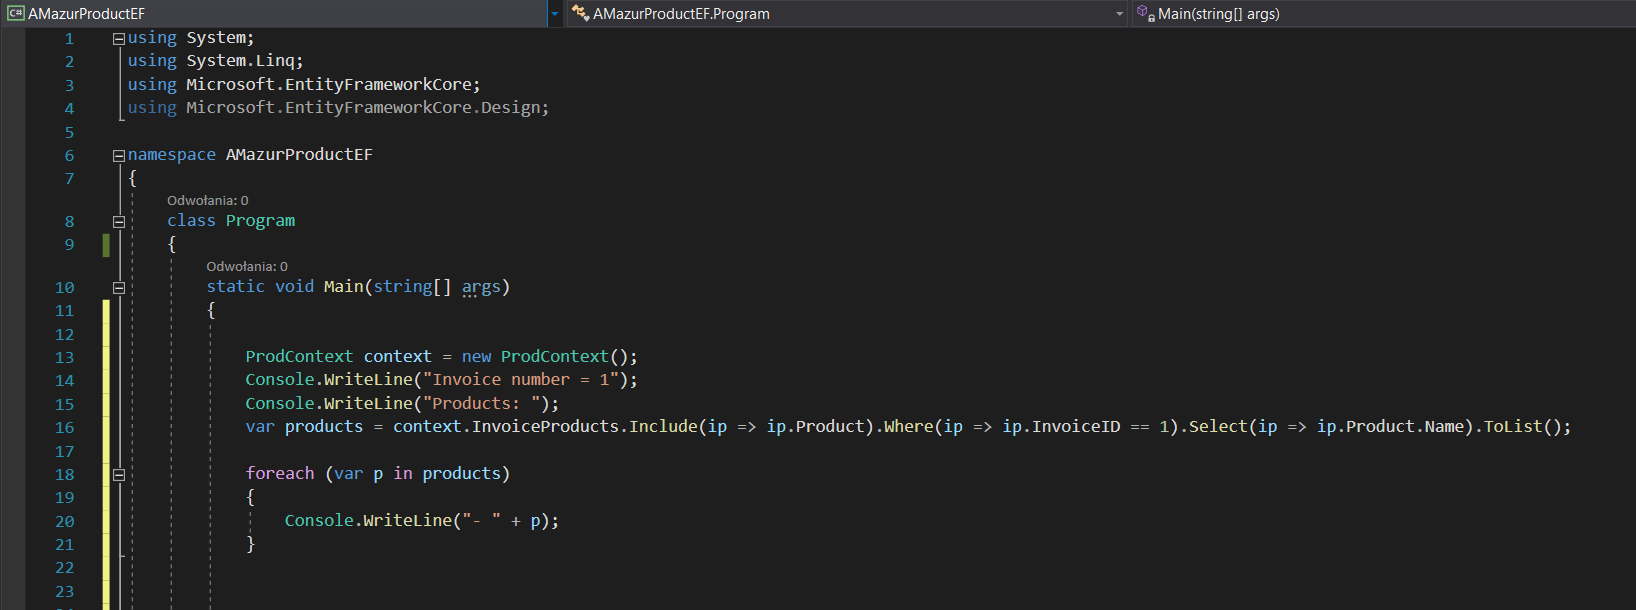 C# AMazurProductEF AMazurProductEF.Program Main(string[] args)
1 using System;
2 using System.Linq;
3 using Microsoft.EntityFrameworkCore;
4 using Microsoft.EntityFrameworkCore.Design;
5
6 namespace AMazurProductEF
7 {
Odwołania: 0
8 class Program
9 {
Odwołania: 0
10 static void Main(string[] args)
11 {
12
13 ProdContext context = new ProdContext();
14 Console.WriteLine("Invoice number = 1");
15 Console.WriteLine("Products: ");
16 var products = context.InvoiceProducts.Include(ip => ip.Product).Where(ip => ip.InvoiceID == 1).Select(ip => ip.Product.Name).ToList();
17
18 foreach (var p in products)
19 {
20 Console.WriteLine("- " + p);
21 }
22
23